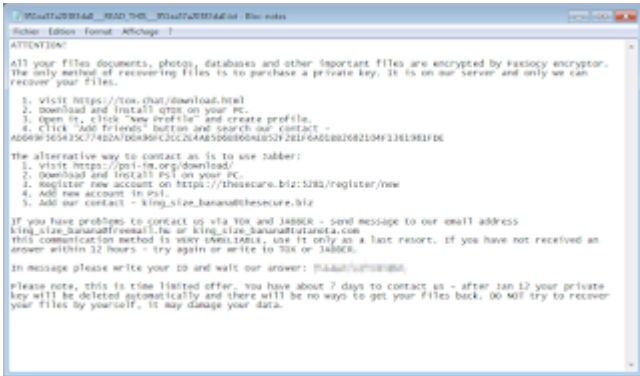 Fichier Edition Format Affichage ?
ATTENTION!
All your files documents, photos, databases and other important files are encrypted by FuxSocy encryptor.
The only method of recovering files is to purchase a private key. It is on our server and only we can
recover your files.
1. Visit https://tox.chat/download.html
2. Download and install qTOX on your PC.
3. Open it, click "New Profile" and create profile.
4. Click "Add friends" button and search our contact -
The alternative way to contact as is to use Jabber:
1. Visit https://psi-im.org/download/
2. Download and install Psi on your PC.
3. Register new account on https://thesecure.biz:5281/register/new
4. Add new account in Psi.
5. Add our contact - king_size_banana@thesecure.biz
If you have problems to contact us via TOX and JABBER - send message to our email address
king_size_banana@freemail.hu or king_size_banana@tutanota.com
This communication method is VERY UNRELIABLE, use it only as a last resort. If you have not received an
answer within 12 hours - try again or write to TOX or JABBER.
In message please write your ID and wait our answer:
Please note, this is time limited offer. You have about 7 days to contact us - after Jan 12 your private
key will be deleted automatically and there will be no ways to get your files back. DO NOT try to recover
your files by yourself, it may damage your data.